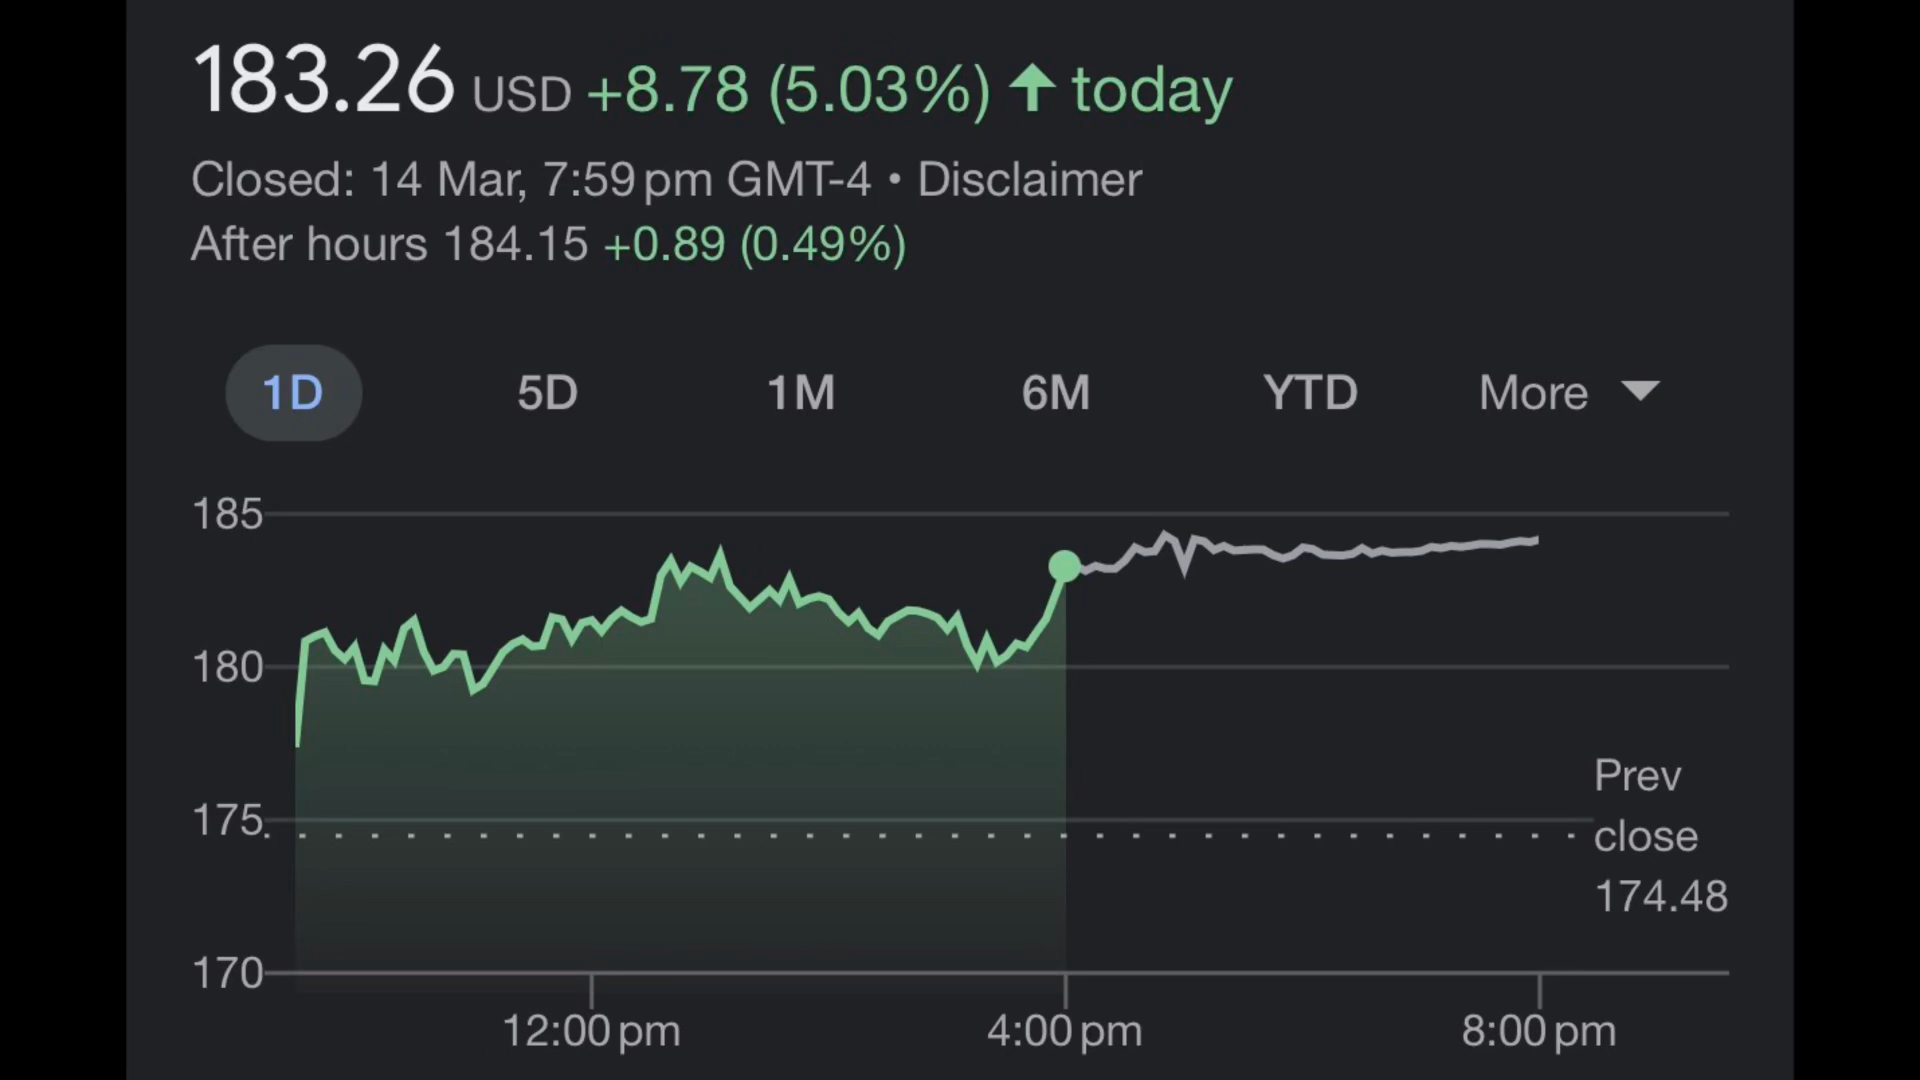 183.26 USD +8.78 (5.03%) ↑ today
Closed: 14 Mar, 7:59 pm GMT-4 • Disclaimer
After hours 184.15 +0.89 (0.49%)
1D 5D 1M 6M YTD More
185
180
175
170
Prev
close
174.48
12:00 pm 4:00 pm 8:00 pm